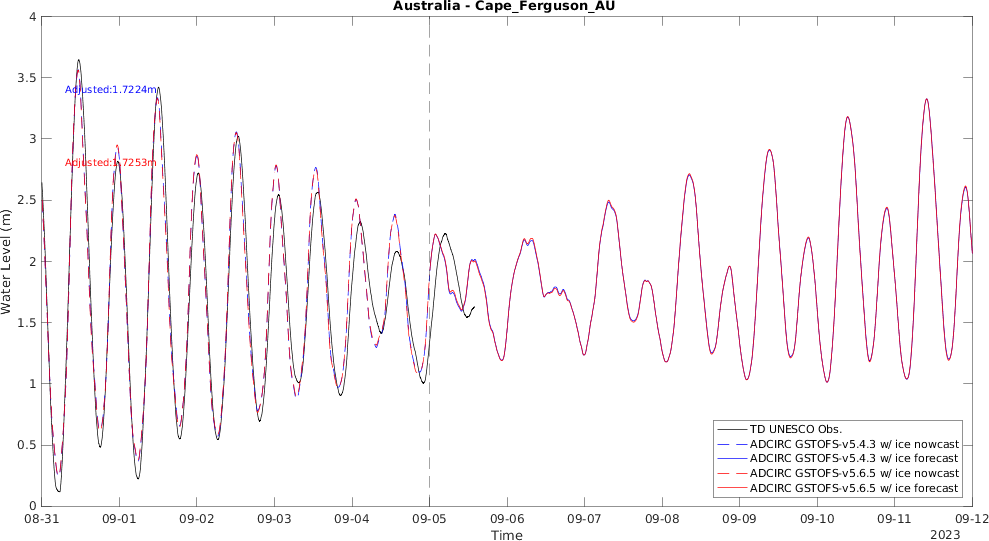 Australia - Cape_Ferguson_AU
4
3.5
3
2.5
2
1.5
1
0.5
0
Water Level (m)
Adjusted:1.7224m
Adjusted:1.7253m
TD UNESCO Obs.
ADCIRC GSTOFS-v5.4.3 w/ ice nowcast
ADCIRC GSTOFS-v5.4.3 w/ ice forecast
ADCIRC GSTOFS-v5.6.5 w/ ice nowcast
ADCIRC GSTOFS-v5.6.5 w/ ice forecast
08-31 09-01 09-02 09-03 09-04 09-05 09-06 09-07 09-08 09-09 09-10 09-11 09-12
Time
2023